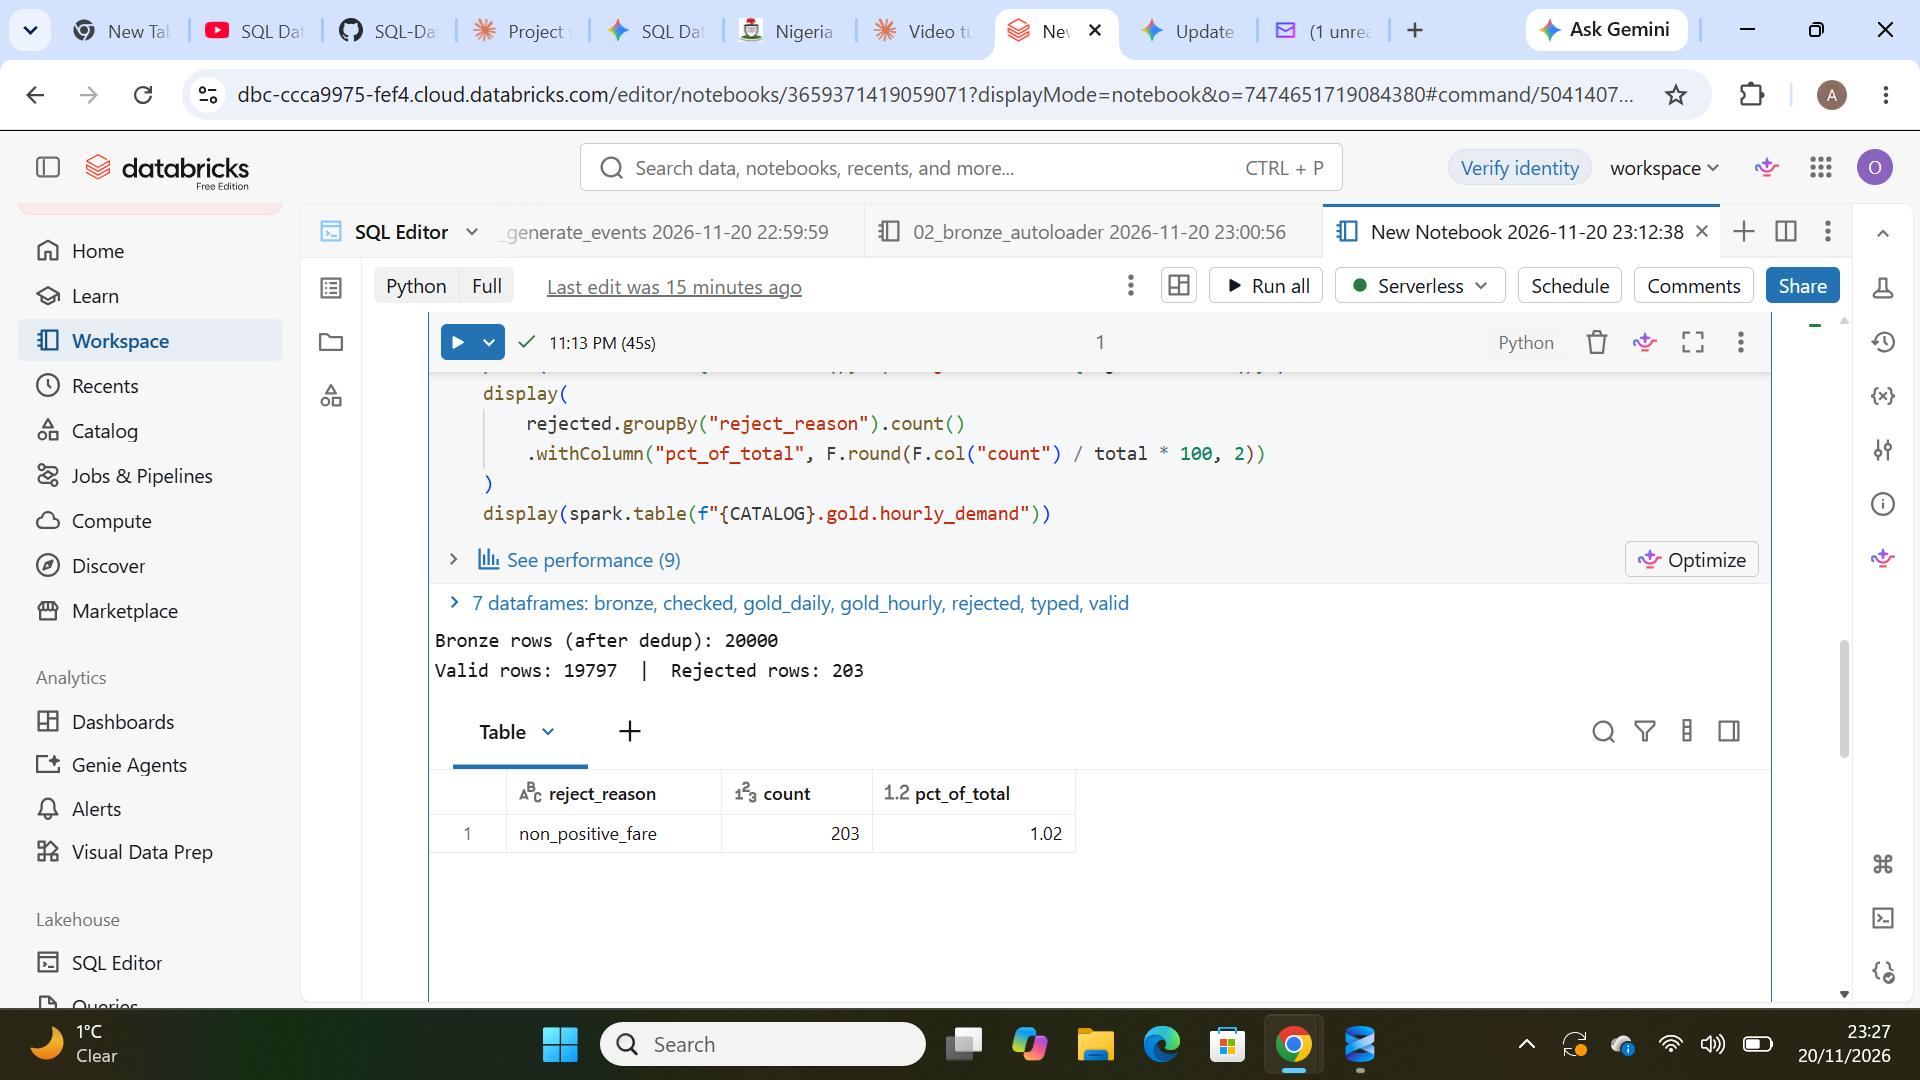 New Tab
SQL Dat
SQL-Dat
Project
SQL Dat
Nigeria
Video tu
New
Update
(1 unrea
Ask Gemini
dbc-ccca9975-fef4.cloud.databricks.com/editor/notebooks/3659371419059071?displayMode=notebook&o=7474651719084380#command/5041407...
A
databricks
Free Edition
Search data, notebooks, recents, and more...
CTRL + P
Verify identity
workspace
O
SQL Editor
_generate_events 2026-11-20 22:59:59
02_bronze_autoloader 2026-11-20 23:00:56
New Notebook 2026-11-20 23:12:38
Python
Full
Last edit was 15 minutes ago
Run all
Serverless
Schedule
Comments
Share
Home
Learn
Workspace
Recents
Catalog
Jobs & Pipelines
Compute
Discover
Marketplace
Analytics
Dashboards
Genie Agents
Alerts
Visual Data Prep
Lakehouse
SQL Editor
Queries
11:13 PM (45s)
1
Python
display(
rejected.groupBy("reject_reason").count()
.withColumn("pct_of_total", F.round(F.col("count") / total * 100, 2))
)
display(spark.table(f"{CATALOG}.gold.hourly_demand"))
See performance (9)
Optimize
7 dataframes: bronze, checked, gold_daily, gold_hourly, rejected, typed, valid
Bronze rows (after dedup): 20000
Valid rows: 19797 | Rejected rows: 203
Table
reject_reason
count
1.2 pct_of_total
1
non_positive_fare
203
1.02
1°C
Clear
Search
23:27
20/11/2026